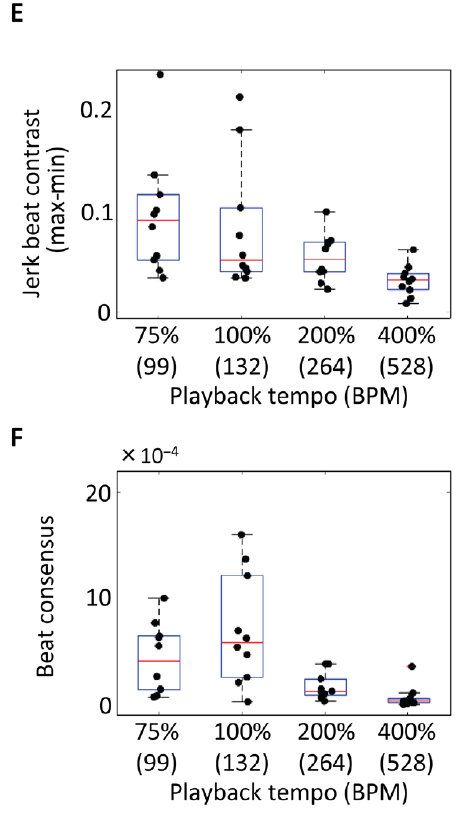 E
Jerk beat contrast
(max-min)
0.2
0.1
0
75% 100% 200% 400%
(99) (132) (264) (528)
Playback tempo (BPM)
F
× 10⁻⁴
Beat consensus
20
10
0
75% 100% 200% 400%
(99) (132) (264) (528)
Playback tempo (BPM)